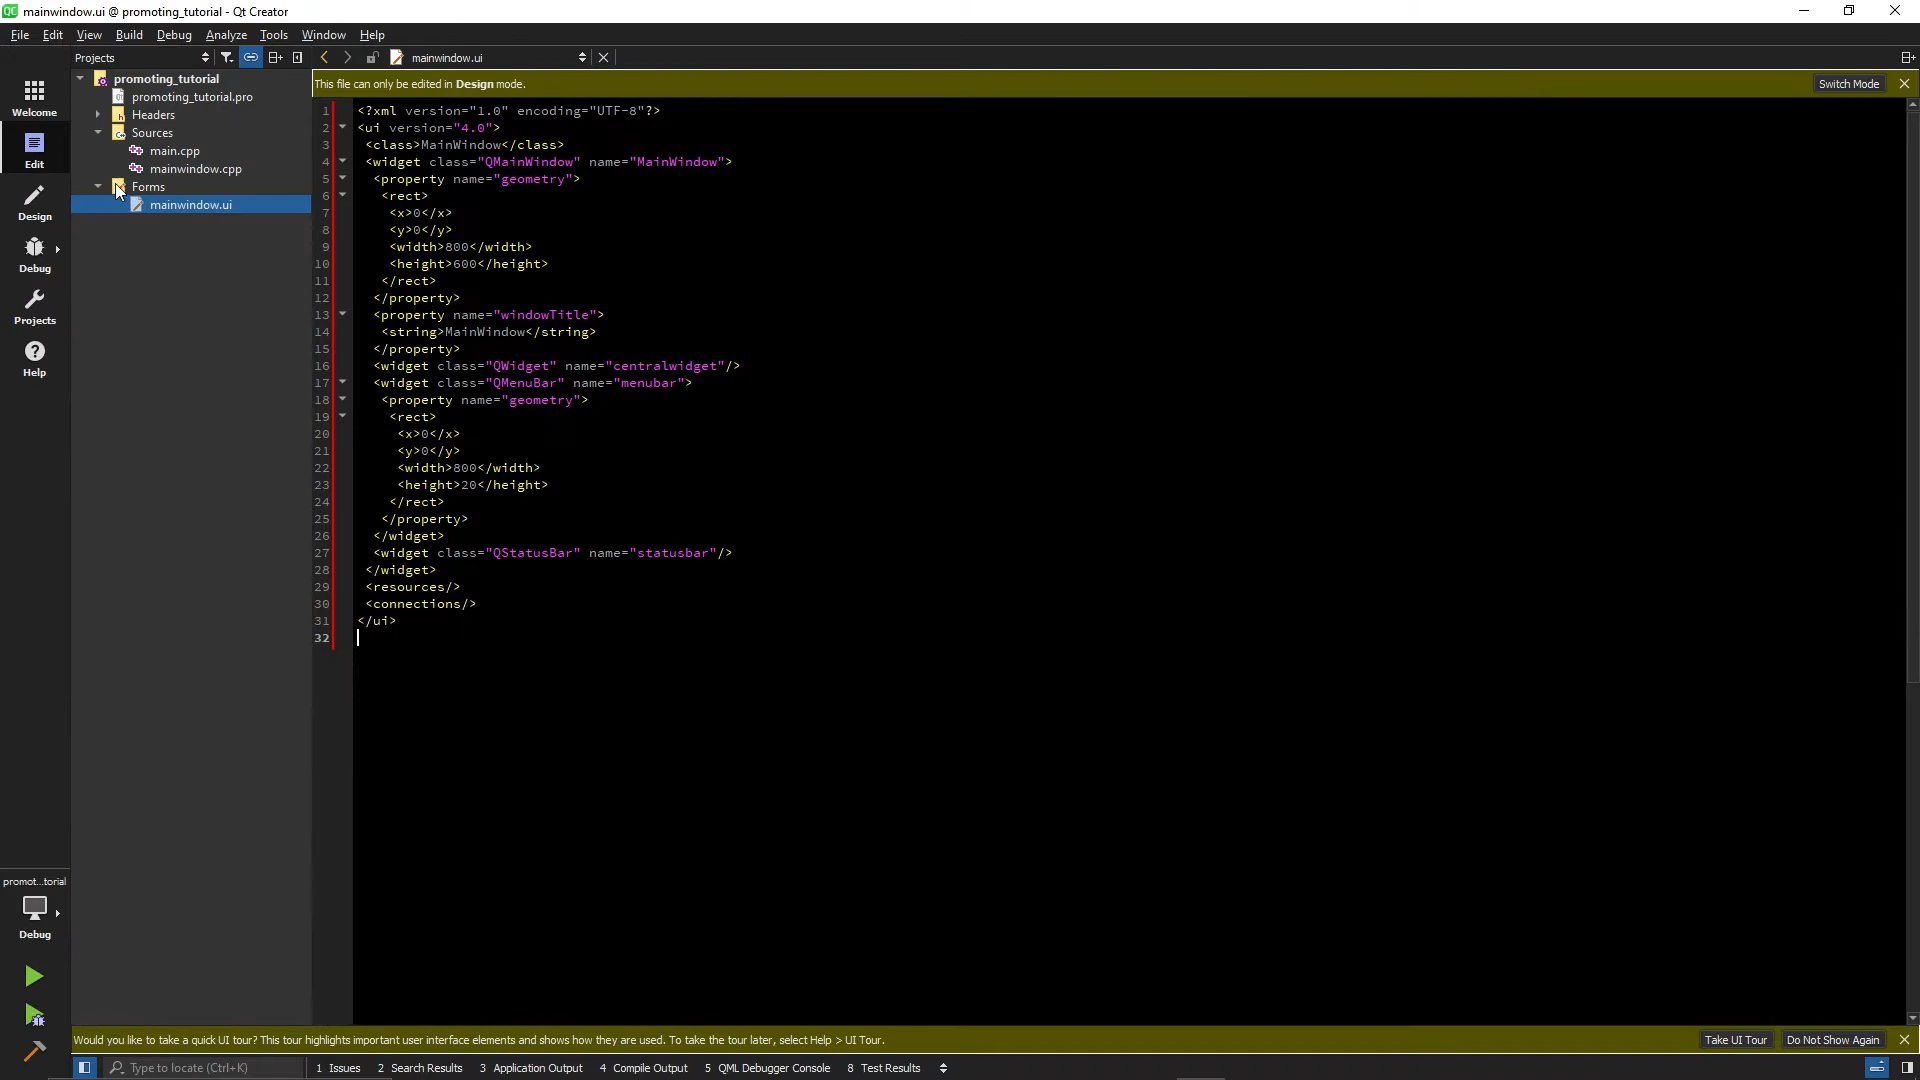 mainwindow.ui @ promoting_tutorial - Qt Creator
File Edit View Build Debug Analyze Tools Window Help
Projects
mainwindow.ui
This file can only be edited in Design mode.
Switch Mode
Welcome
Edit
Design
Debug
Projects
Help
promoting_tutorial
promoting_tutorial.pro
Headers
Sources
main.cpp
mainwindow.cpp
Forms
mainwindow.ui
1 <?xml version="1.0" encoding="UTF-8"?>
2 <ui version="4.0">
3 <class>MainWindow</class>
4 <widget class="QMainWindow" name="MainWindow">
5 <property name="geometry">
6 <rect>
7 <x>0</x>
8 <y>0</y>
9 <width>800</width>
10 <height>600</height>
11 </rect>
12 </property>
13 <property name="windowTitle">
14 <string>MainWindow</string>
15 </property>
16 <widget class="QWidget" name="centralwidget"/>
17 <widget class="QMenuBar" name="menubar">
18 <property name="geometry">
19 <rect>
20 <x>0</x>
21 <y>0</y>
22 <width>800</width>
23 <height>20</height>
24 </rect>
25 </property>
26 </widget>
27 <widget class="QStatusBar" name="statusbar"/>
28 </widget>
29 <resources/>
30 <connections/>
31 </ui>
32
promot...torial
Debug
Would you like to take a quick UI tour? This tour highlights important user interface elements and shows how they are used. To take the tour later, select Help > UI Tour.
Take UI Tour
Do Not Show Again
Type to locate (Ctrl+K)
1 Issues 2 Search Results 3 Application Output 4 Compile Output 5 QML Debugger Console 8 Test Results